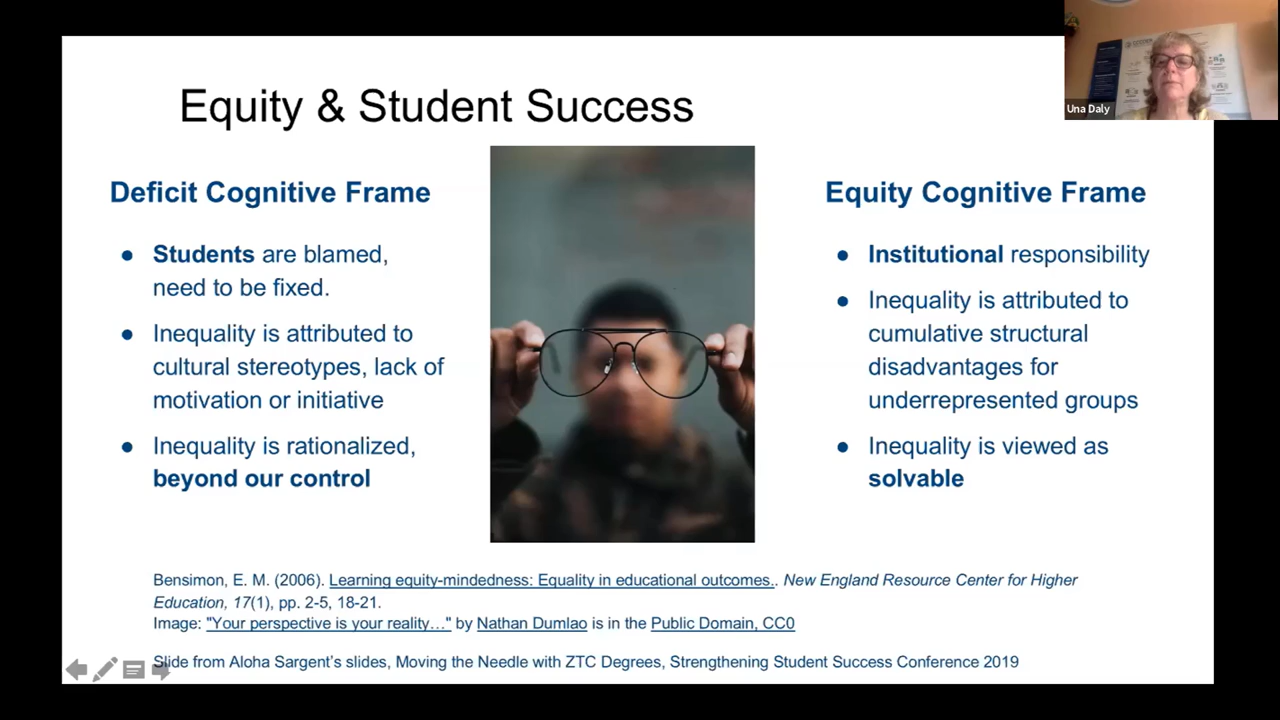 Equity & Student Success
Una Daly
Deficit Cognitive Frame
● Students are blamed,
need to be fixed.
● Inequality is attributed to
cultural stereotypes, lack of
motivation or initiative
● Inequality is rationalized,
beyond our control
Equity Cognitive Frame
● Institutional responsibility
● Inequality is attributed to
cumulative structural
disadvantages for
underrepresented groups
● Inequality is viewed as
solvable
Bensimon, E. M. (2006). Learning equity-mindedness: Equality in educational outcomes.. New England Resource Center for Higher
Education, 17(1), pp. 2-5, 18-21.
Image: "Your perspective is your reality…" by Nathan Dumlao is in the Public Domain, CC0
Slide from Aloha Sargent's slides, Moving the Needle with ZTC Degrees, Strengthening Student Success Conference 2019